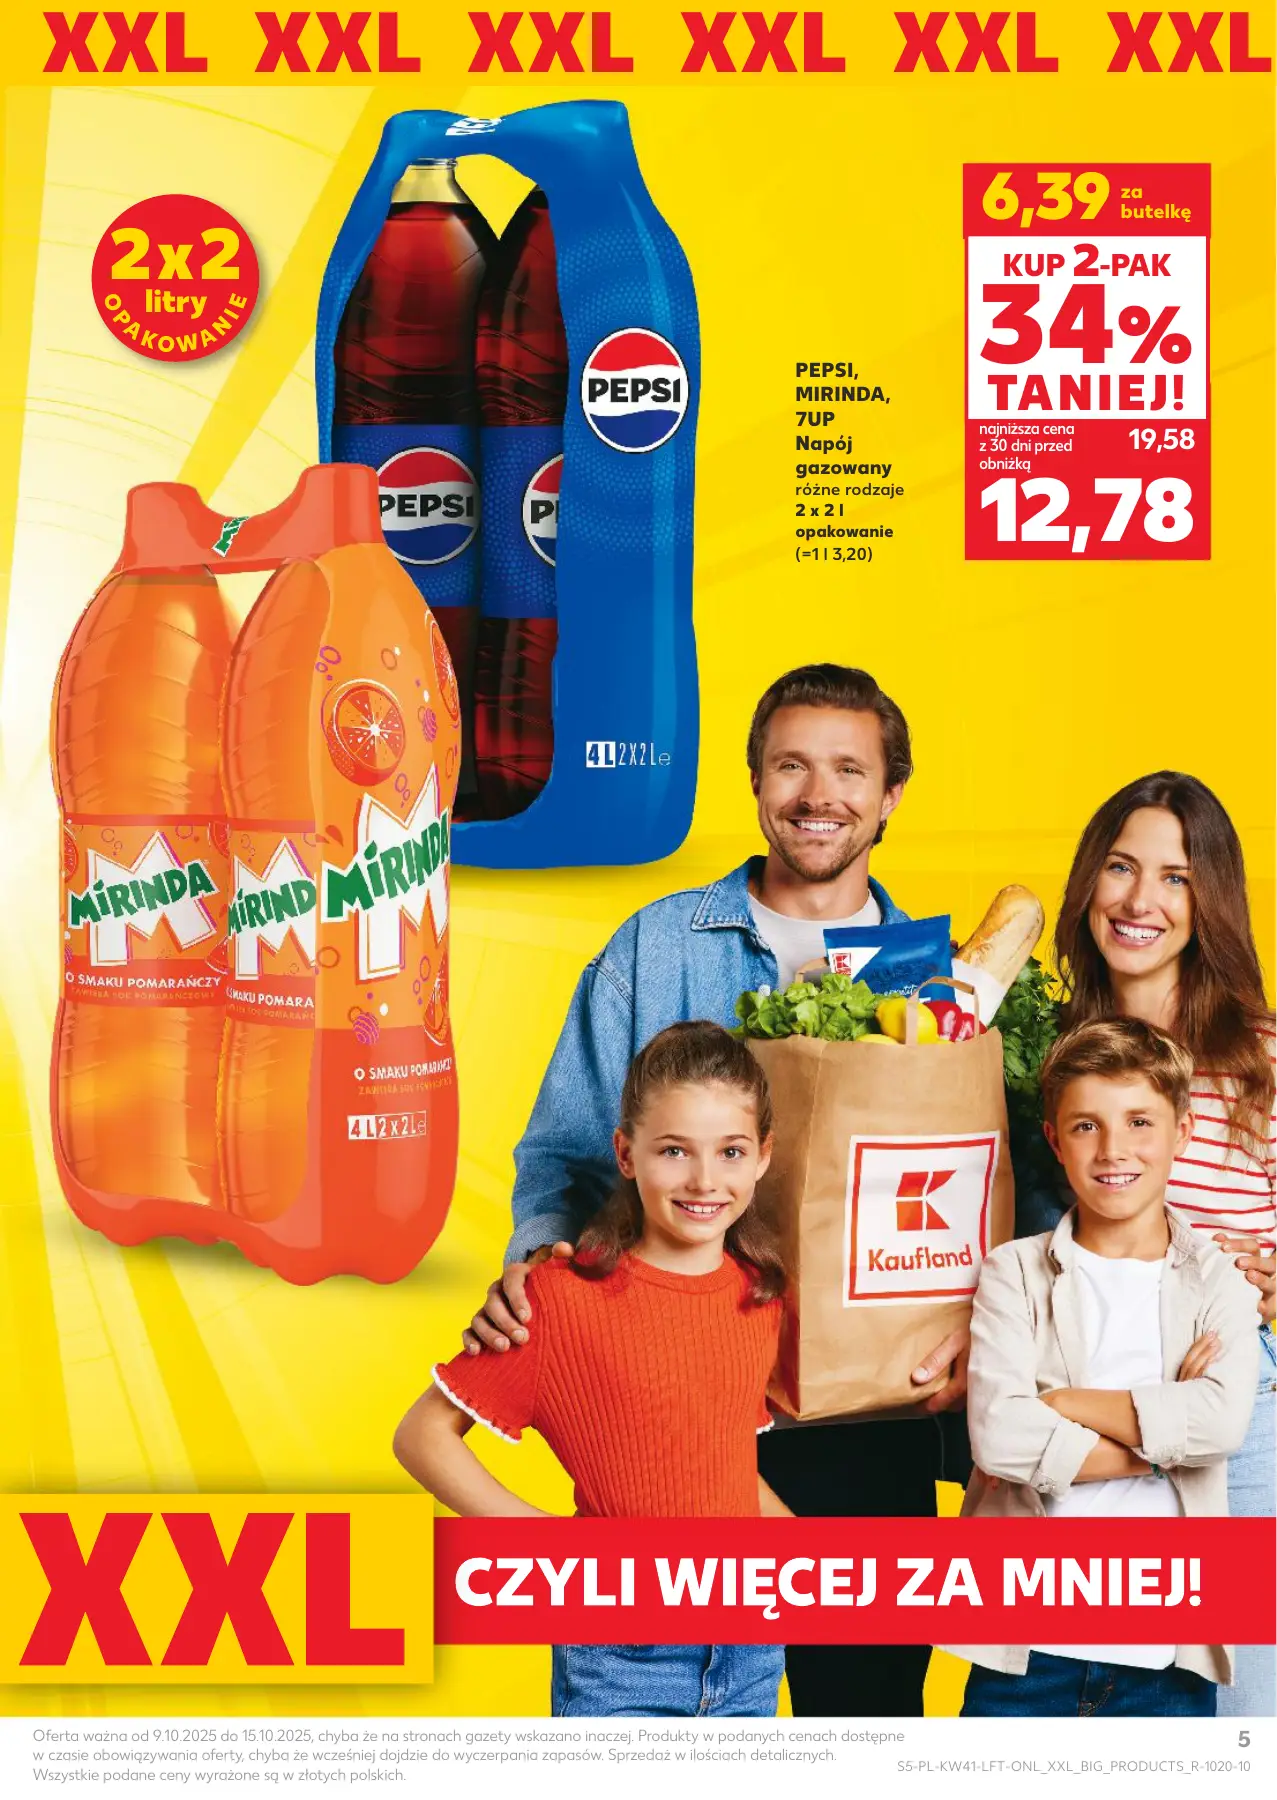 XXL XXL XXL XXL XXL XXL
PEPSI
2x2
litry
OPAKOWANIE
6,39 za
butelkę
KUP 2-PAK
34%
TANIEJ!
najniższa cena
z 30 dni przed
obniżką
19,58
12,78
PEPSI,
MIRINDA,
7UP
Napój
gazowany
różne rodzaje
2 x 2 l
opakowanie
(=1 l 3,20)
PEPSI
PEPSI
P
4L 2X2L e
MIRINDA
MIRIND
MIRINDA
O SMAKU POMARAŃCZY
SMAKU POMARA
O SMAKU POMARAŃCZY
4L 2x2L e
Kaufland
XXL
CZYLI WIĘCEJ ZA MNIEJ!
Oferta ważna od 9.10.2025 do 15.10.2025, chyba że na stronach gazety wskazano inaczej. Produkty w podanych cenach dostępne
w czasie obowiązywania oferty, chyba że wcześniej dojdzie do wyczerpania zapasów. Sprzedaż w ilościach detalicznych.
Wszystkie podane ceny wyrażone są w złotych polskich.
5
S5-PL-KW41-LFT-ONL_XXL_BIG_PRODUCTS_R-1020-10